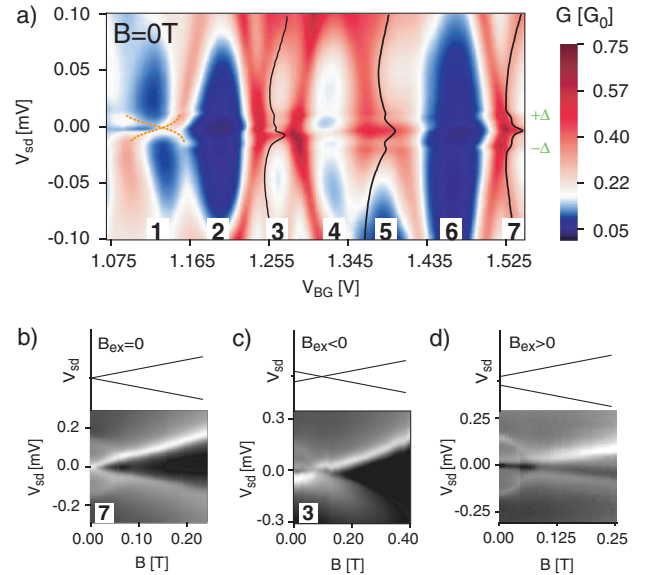 a)
B=0T
G [G₀]
V_sd [mV]
0.10
0.05
0.00
-0.05
-0.10
1 2 3 4 5 6 7
+Δ
−Δ
0.75
0.57
0.40
0.22
0.05
1.075 1.165 1.255 1.345 1.435 1.525
V_BG [V]
b) c) d)
B_ex=0 B_ex<0 B_ex>0
V_sd V_sd V_sd
V_sd [mV] V_sd [mV] V_sd [mV]
0.2 0.3 0.25
0.0 0.0 0.00
-0.2 -0.3 -0.25
7 3
0.00 0.10 0.20 0.00 0.20 0.40 0.00 0.125 0.25
B [T] B [T] B [T]